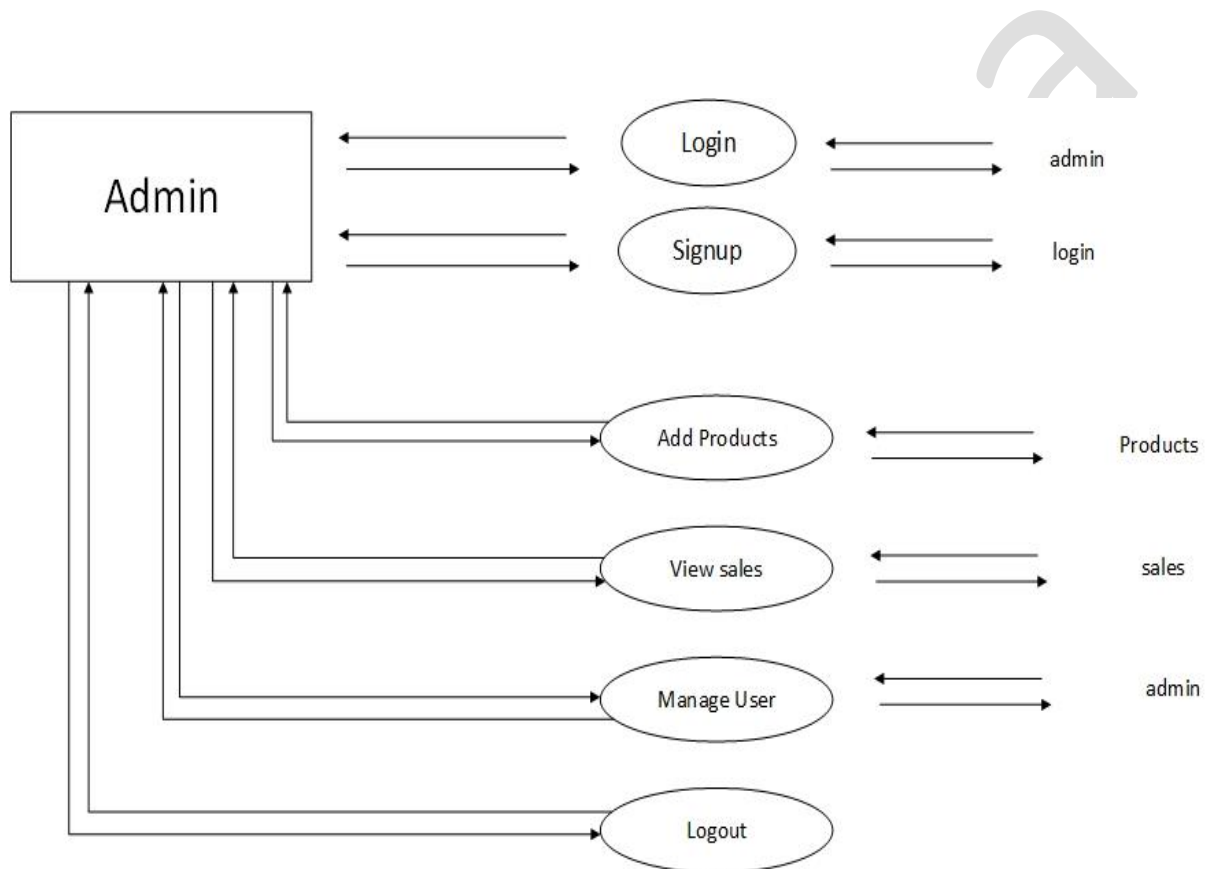 Admin
Login
admin
Signup
login
Add Products
Products
View sales
sales
Manage User
admin
Logout